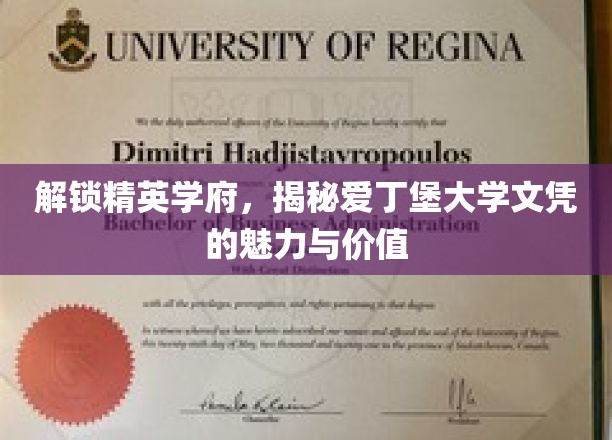 UNIVERSITY OF REGINA
We the duly authorized officers of the University of Regina hereby certify that
Dimitri Hadjistavropoulos
解锁精英学府，揭秘爱丁堡大学文凭
的魅力与价值
Bachelor of Business Administration
With Great Distinction
with all the privileges, prerogatives, and rights pertaining to that degree.
In witness whereof we have hereto subscribed our names and affixed the seal of the University of Regina,
this twenty-sixth day of May, two thousand and twenty-one in the province of Saskatchewan, Canada.
Chancellor
President